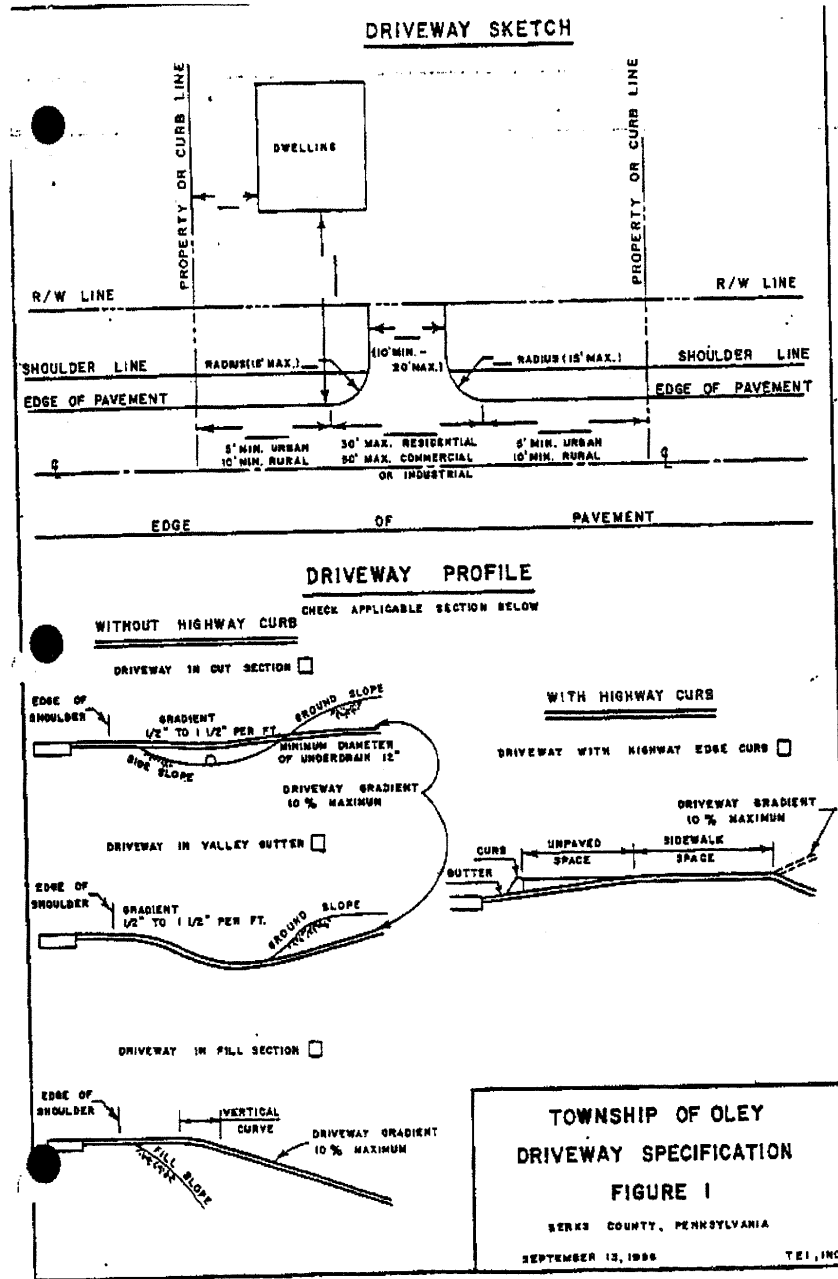 DRIVEWAY SKETCH
PROPERTY OR CURB LINE
DWELLING
PROPERTY OR CURB LINE
R/W LINE
R/W LINE
(10' MIN. -
20' MAX.)
SHOULDER LINE
RADIUS (15' MAX.)
RADIUS (15' MAX.)
SHOULDER LINE
EDGE OF PAVEMENT
EDGE OF PAVEMENT
5' MIN. URBAN
10' MIN. RURAL
30' MAX. RESIDENTIAL
50' MAX. COMMERCIAL
OR INDUSTRIAL
5' MIN. URBAN
10' MIN. RURAL
EDGE OF PAVEMENT
DRIVEWAY PROFILE
CHECK APPLICABLE SECTION BELOW
WITHOUT HIGHWAY CURB
DRIVEWAY IN CUT SECTION
EDGE OF
SHOULDER
GRADIENT
1/2" TO 1 1/2" PER FT.
GROUND SLOPE
SIDE SLOPE
MINIMUM DIAMETER
OF UNDERDRAIN 12"
DRIVEWAY GRADIENT
10 % MAXIMUM
WITH HIGHWAY CURB
DRIVEWAY WITH HIGHWAY EDGE CURB
DRIVEWAY GRADIENT
10 % MAXIMUM
CURB
UNPAVED
SPACE
SIDEWALK
SPACE
GUTTER
DRIVEWAY IN VALLEY GUTTER
EDGE OF
SHOULDER
GRADIENT
1/2" TO 1 1/2" PER FT.
GROUND SLOPE
DRIVEWAY IN FILL SECTION
EDGE OF
SHOULDER
VERTICAL
CURVE
DRIVEWAY GRADIENT
10 % MAXIMUM
FILL SLOPE
TOWNSHIP OF OLEY
DRIVEWAY SPECIFICATION
FIGURE 1
BERKS COUNTY, PENNSYLVANIA
SEPTEMBER 13,
TEI, INC